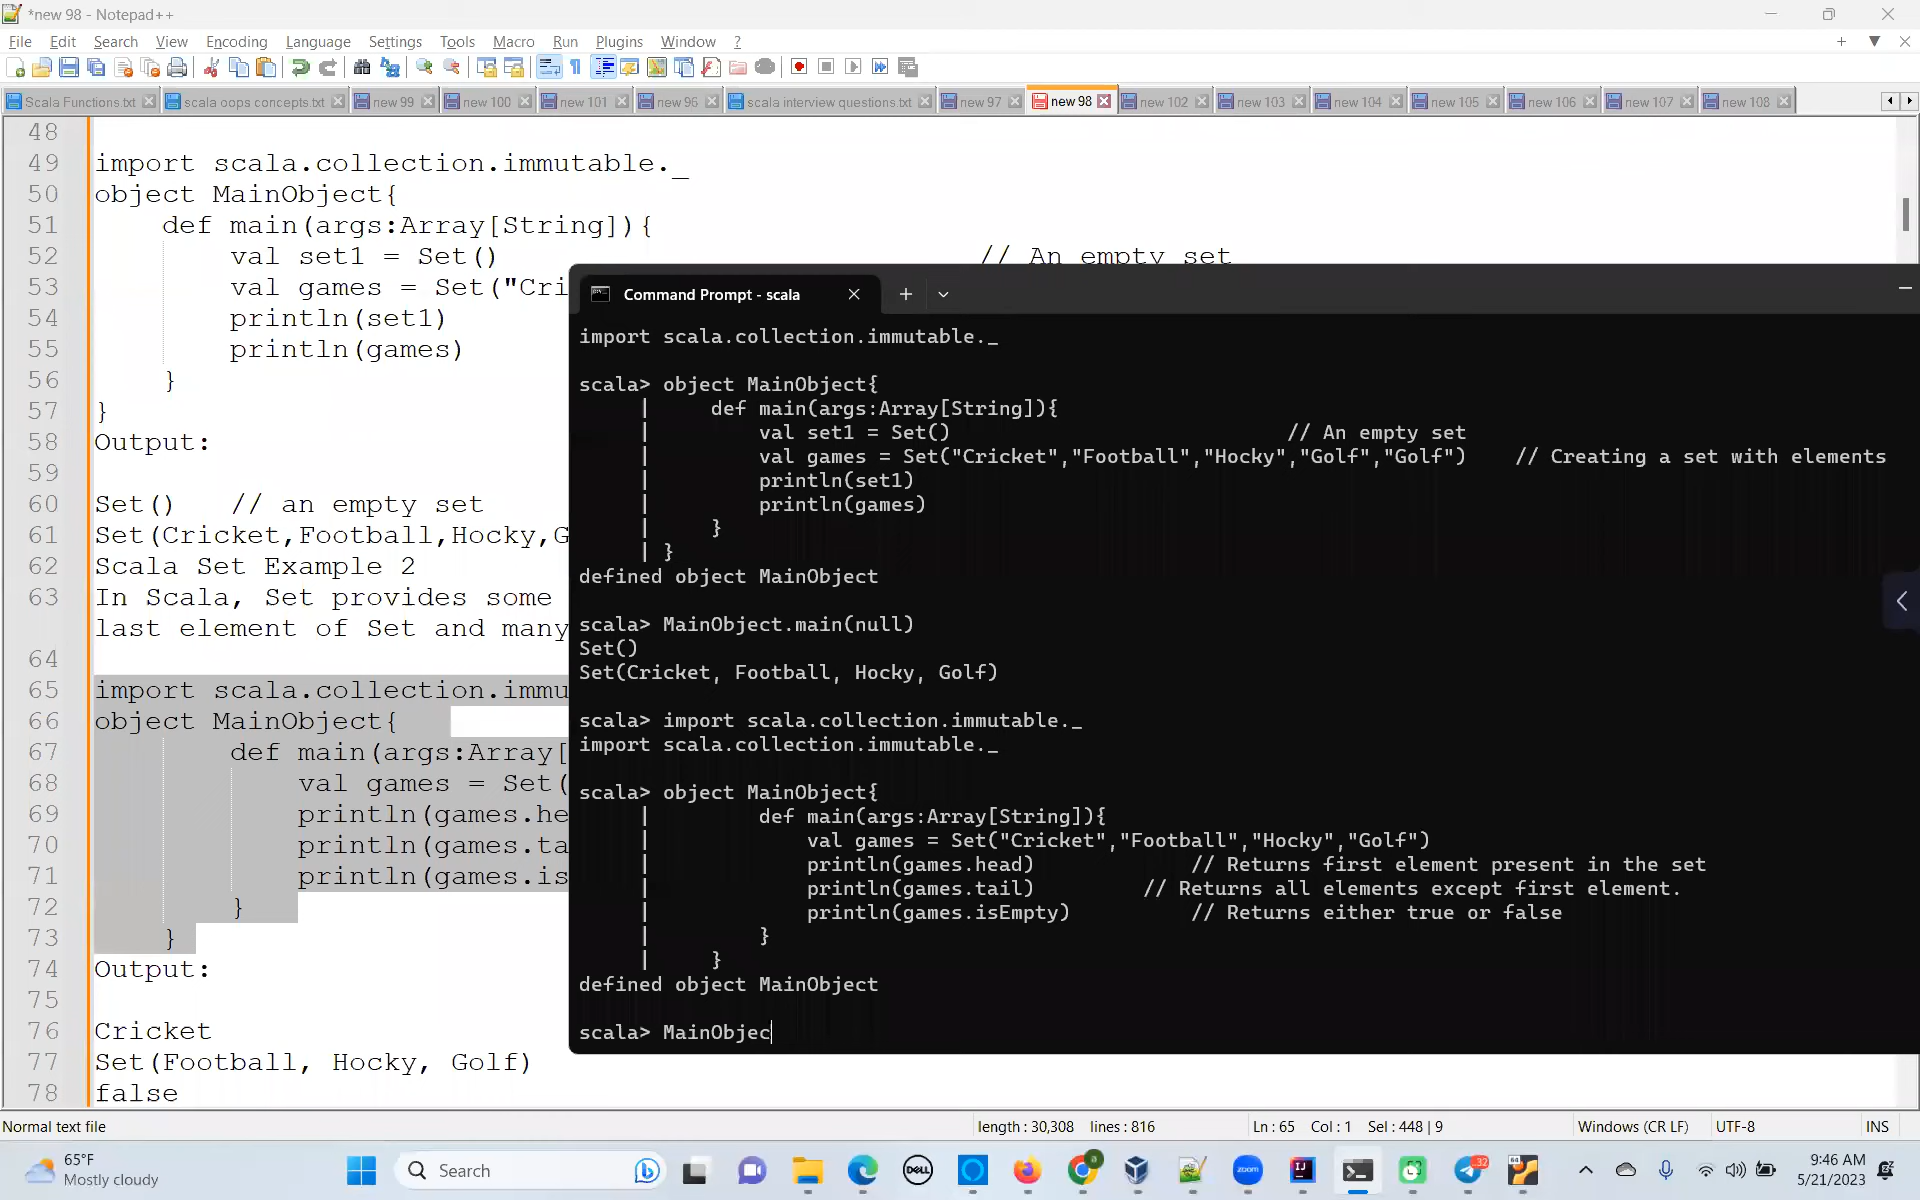 *new 98 - Notepad++
File Edit Search View Encoding Language Settings Tools Macro Run Plugins Window ?
Scala Functions.txt scala oops concepts txt new 99 new 100 new 101 new 96 scala interview questions.txt new 97 new 98 new 102 new 103 new 104 new 105 new 106 new 107 new 108
48
49 import scala.collection.immutable._
50 object MainObject{
51 def main(args:Array[String]){
52 val set1 = Set() // An empty set
53 val games = Set("Cri
54 println(set1)
55 println(games)
56 }
57 }
58 Output:
59
60 Set() // an empty set
61 Set(Cricket,Football,Hocky,G
62 Scala Set Example 2
63 In Scala, Set provides some
last element of Set and many
64
65 import scala.collection.immu
66 object MainObject{
67 def main(args:Array[
68 val games = Set(
69 println(games.he
70 println(games.ta
71 println(games.is
72 }
73 }
74 Output:
75
76 Cricket
77 Set(Football, Hocky, Golf)
78 false
Command Prompt - scala
import scala.collection.immutable._
scala> object MainObject{
| def main(args:Array[String]){
| val set1 = Set() // An empty set
| val games = Set("Cricket","Football","Hocky","Golf","Golf") // Creating a set with elements
| println(set1)
| println(games)
| }
| }
defined object MainObject
scala> MainObject.main(null)
Set()
Set(Cricket, Football, Hocky, Golf)
scala> import scala.collection.immutable._
import scala.collection.immutable._
scala> object MainObject{
| def main(args:Array[String]){
| val games = Set("Cricket","Football","Hocky","Golf")
| println(games.head) // Returns first element present in the set
| println(games.tail) // Returns all elements except first element.
| println(games.isEmpty) // Returns either true or false
| }
| }
defined object MainObject
scala> MainObjec
Normal text file length : 30,308 lines : 816 Ln : 65 Col : 1 Sel : 448 | 9 Windows (CR LF) UTF-8 INS
65°F
Mostly cloudy
Search
DELL
zoom
IJ
32
9:46 AM
5/21/2023